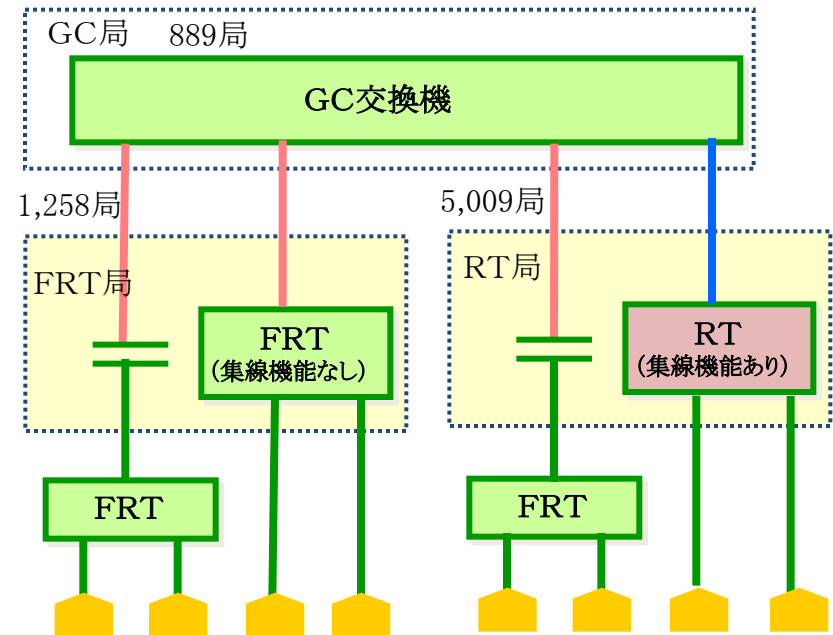 GC局 889局
GC交換機
1,258局
5,009局
FRT局
RT局
FRT
(集線機能なし)
RT
(集線機能あり)
FRT
FRT